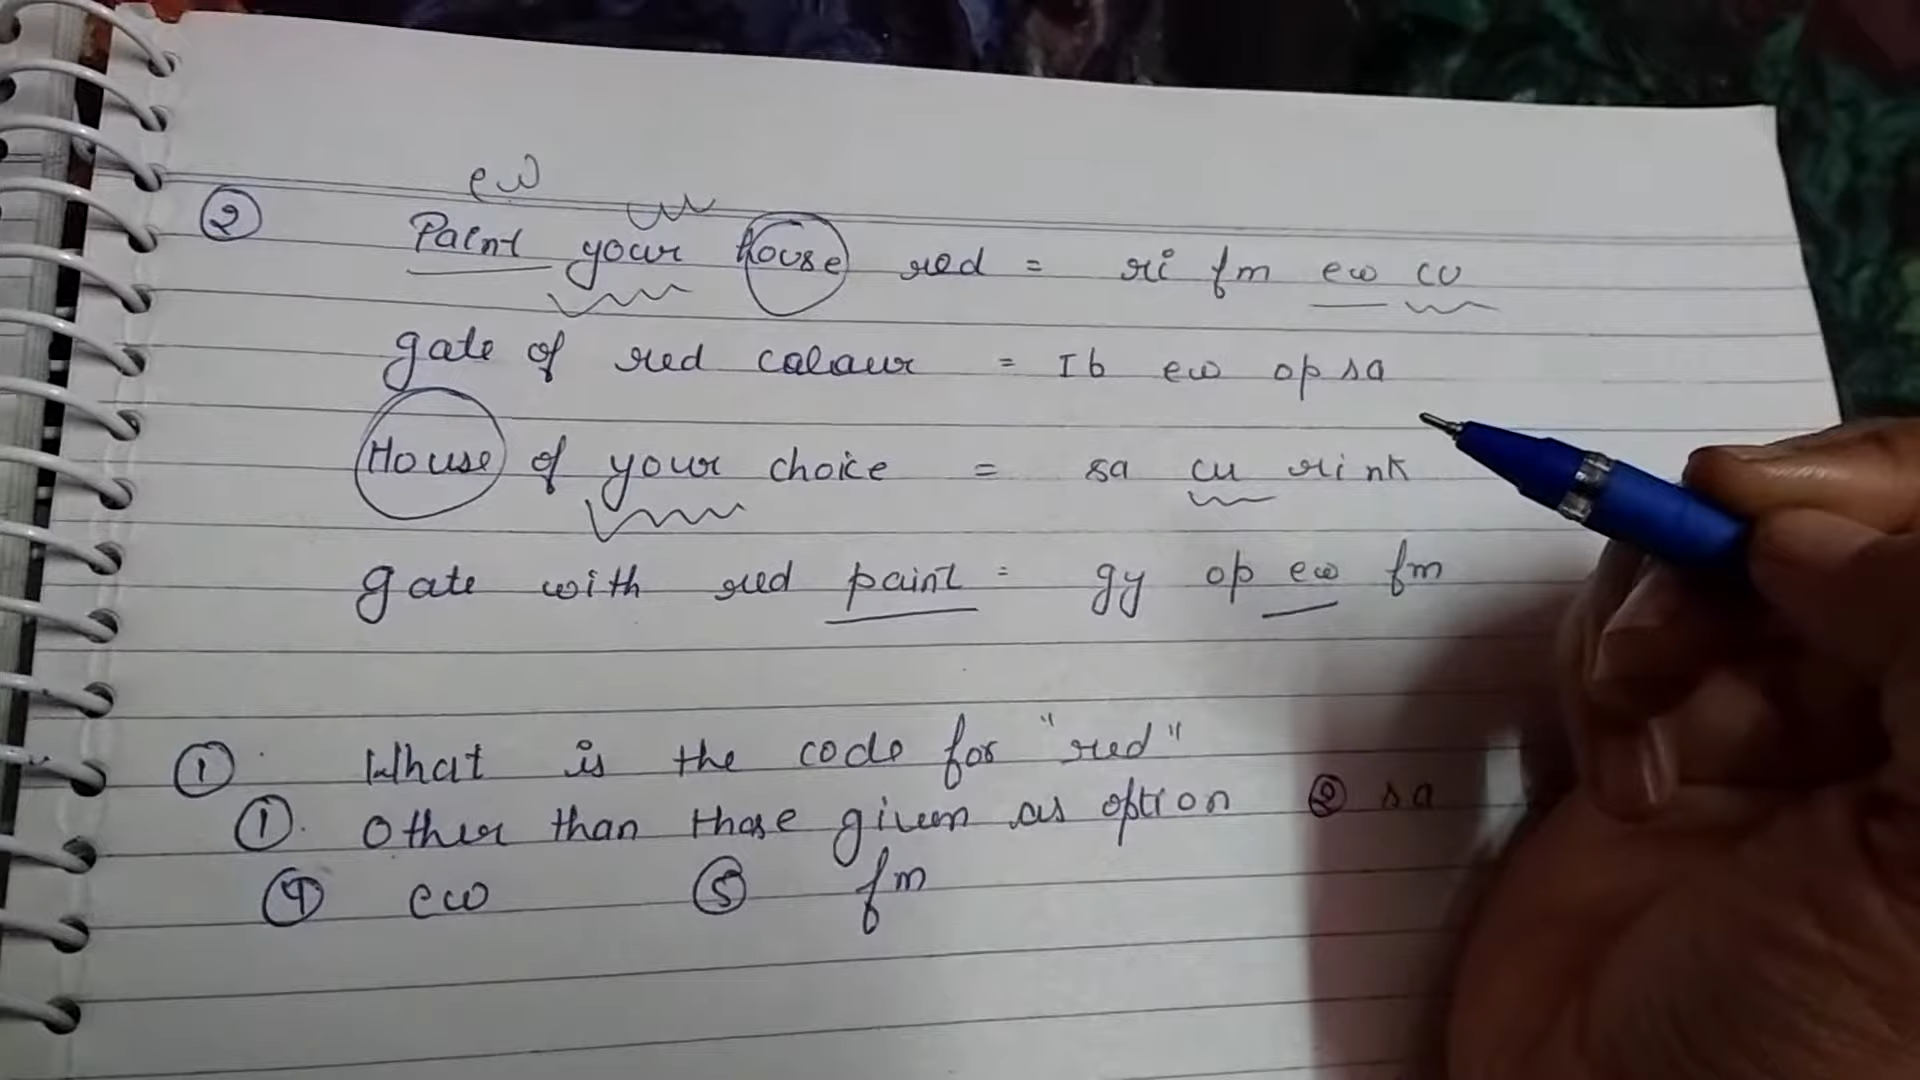 ew
② Paint your House red = ri fm ew cu
gate of red colour = Ib ew op sa
House of your choice = sa cu ri nk
gate with red paint = gy op ew fm
① What is the code for "red"
① Other than those given as option ② sa
④ ew ⑤ fm